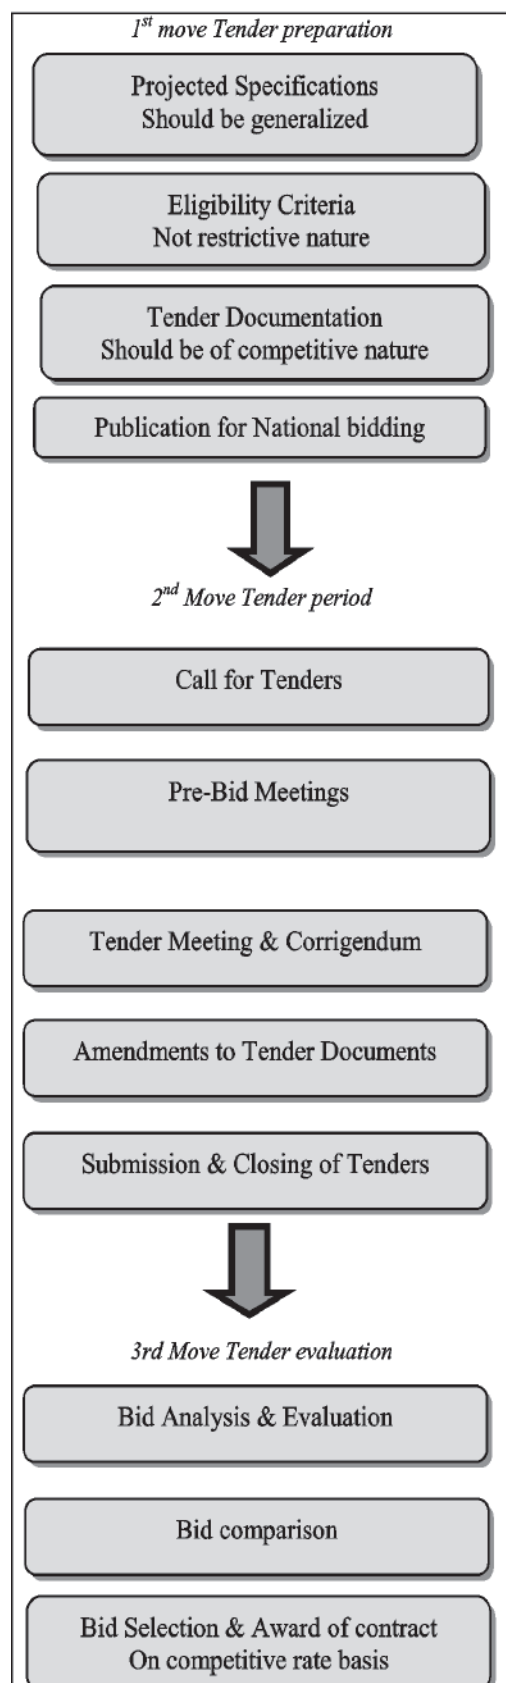 1st move Tender preparation
Projected Specifications
Should be generalized
Eligibility Criteria
Not restrictive nature
Tender Documentation
Should be of competitive nature
Publication for National bidding
2nd Move Tender period
Call for Tenders
Pre-Bid Meetings
Tender Meeting & Corrigendum
Amendments to Tender Documents
Submission & Closing of Tenders
3rd Move Tender evaluation
Bid Analysis & Evaluation
Bid comparison
Bid Selection & Award of contract
On competitive rate basis